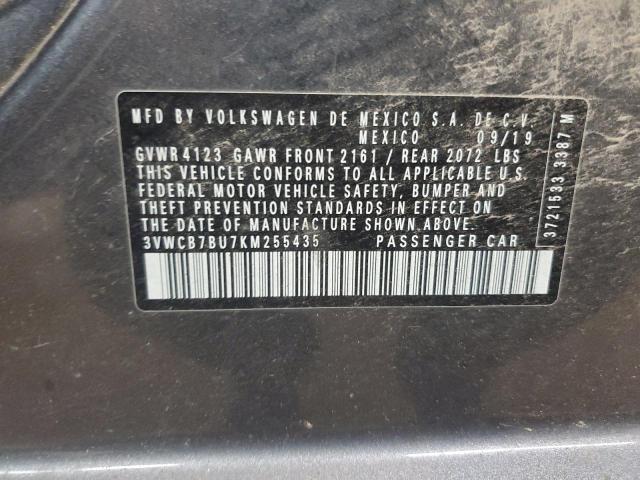 MFD BY VOLKSWAGEN DE MEXICO S.A. DE C.V.
MEXICO 09/19
GVWR 4123 GAWR FRONT 2161 / REAR 2072 LBS
THIS VEHICLE CONFORMS TO ALL APPLICABLE U.S.
FEDERAL MOTOR VEHICLE SAFETY, BUMPER AND
THEFT PREVENTION STANDARDS IN EFFECT ON
THE DATE OF MANUFACTURE SHOWN ABOVE.
3VWCB7BU7KM255435 PASSENGER CAR
3721533 3387 M